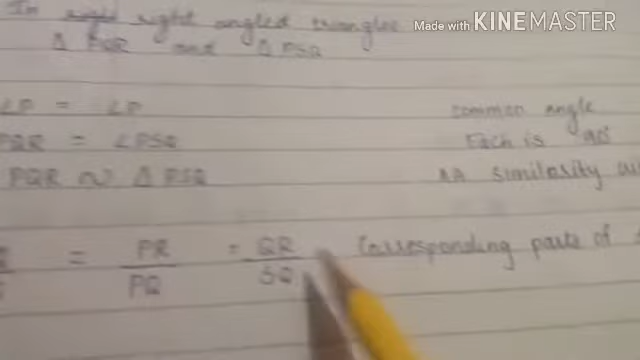 In right angled triangles
Made with KINEMASTER
Δ PQR and Δ PSQ
∠P = ∠P common angle
PQR = ∠PSQ Each is 90°
PQR ~ Δ PSQ AA similarity
= PR = QR Corresponding parts of
PQ SQ